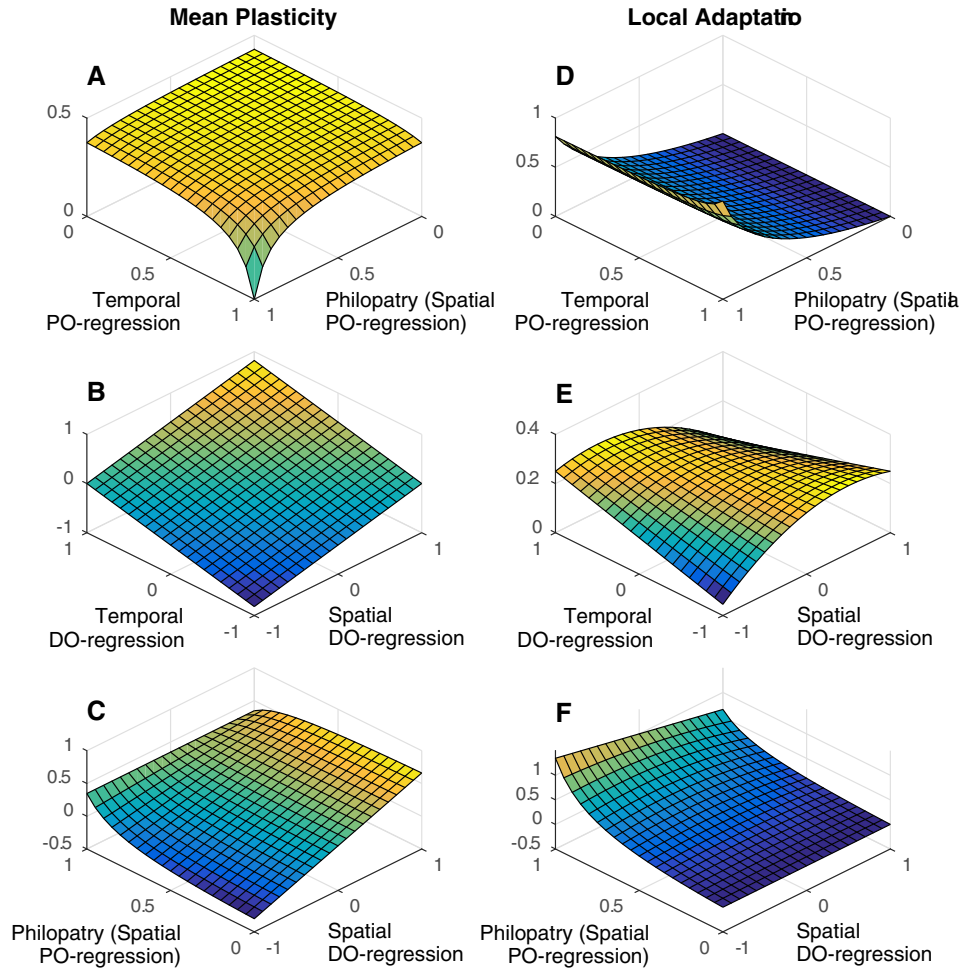 Mean Plasticity
Local Adaptatio
A
0.5
0
0
0.5
1
Temporal
PO-regression
1
0.5
0
Philopatry (Spatial
PO-regression)
D
1
0.5
0
0
0.5
1
Temporal
PO-regression
1
0.5
0
Philopatry (Spatia
PO-regression)
B
1
0
-1
1
0
-1
Temporal
DO-regression
-1
0
1
Spatial
DO-regression
E
0.4
0.2
0
1
0
-1
Temporal
DO-regression
-1
0
1
Spatial
DO-regression
C
1
0.5
0
-0.5
1
0.5
0
Philopatry (Spatial
PO-regression)
-1
0
1
Spatial
DO-regression
F
1
0.5
0
-0.5
1
0.5
0
Philopatry (Spatial
PO-regression)
-1
0
1
Spatial
DO-regression